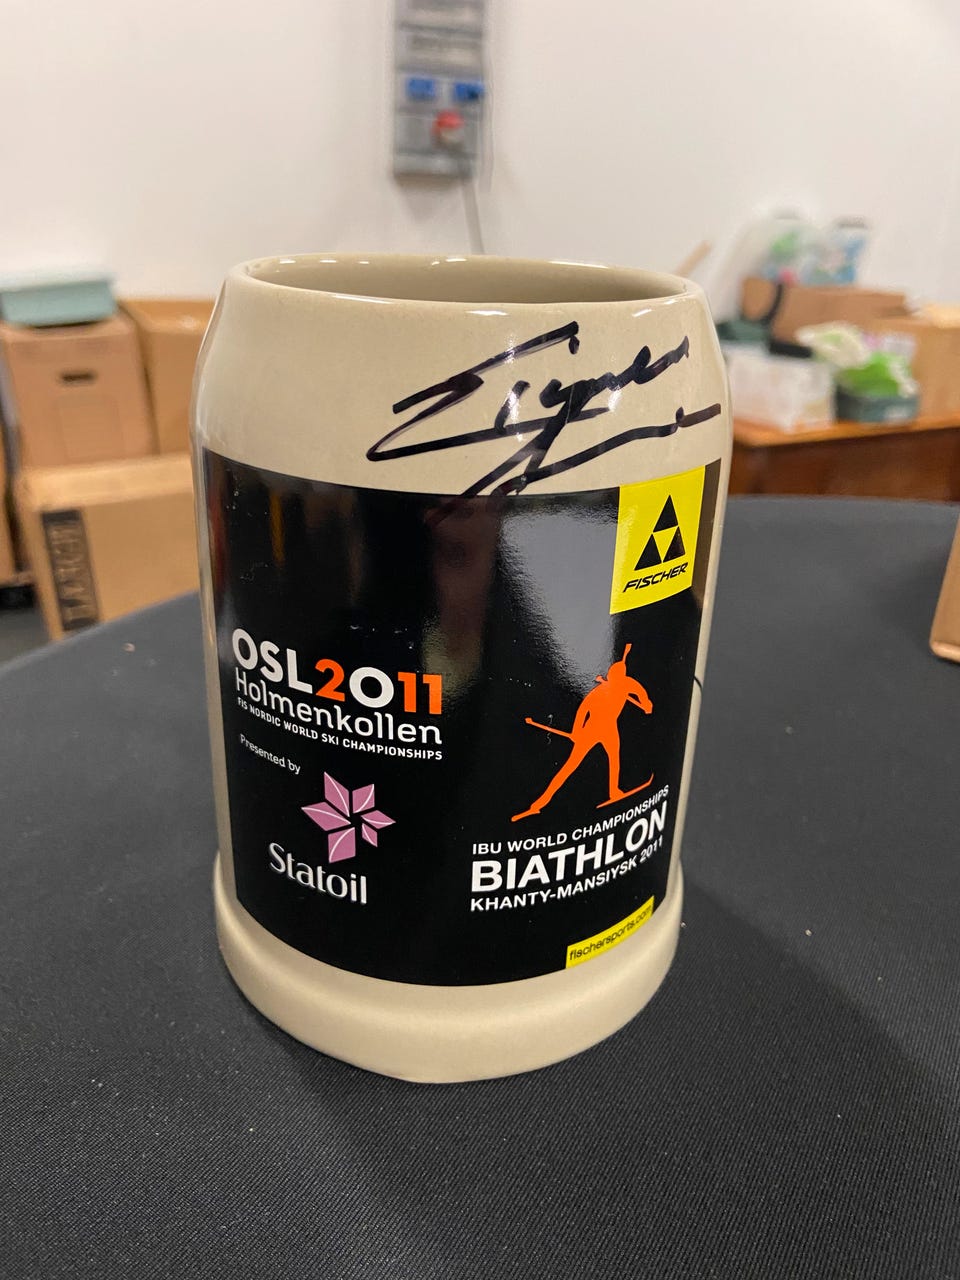 FISCHER
OSL2O11
Holmenkollen
FIS NORDIC WORLD SKI CHAMPIONSHIPS
Presented by
Statoil
IBU WORLD CHAMPIONSHIPS
BIATHLON
KHANTY-MANSIYSK 2011
fischersports.com